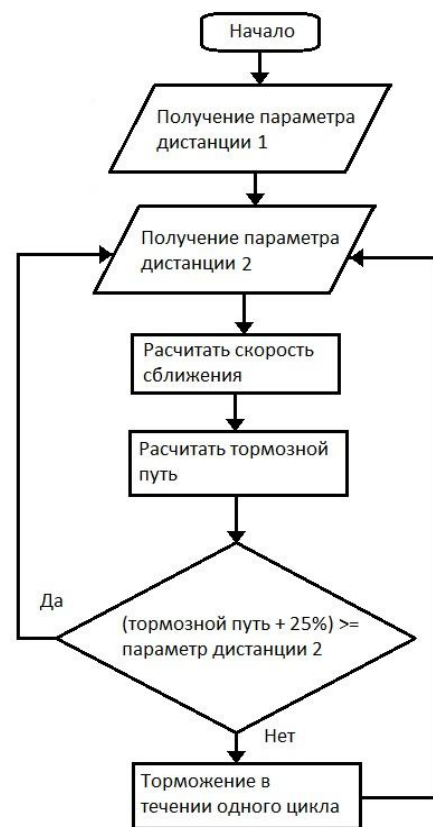 Начало
Получение параметра
дистанции 1
Получение параметра
дистанции 2
Расчитать скорость
сближения
Расчитать тормозной
путь
Да
(тормозной путь + 25%) >=
параметр дистанции 2
Нет
Торможение в
течении одного цикла